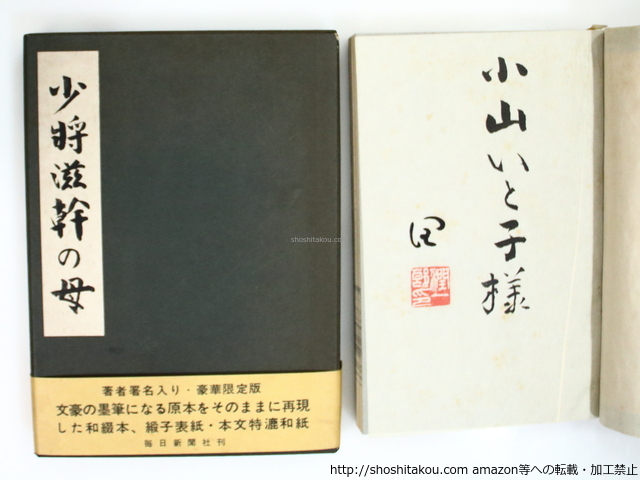 少将滋幹の母
著者署名入り・豪華限定版
文豪の墨筆になる原本をそのままに再現
した和綴本、緞子表紙・本文特漉和紙
毎日新聞社刊
小山いと子様
潤一
郎印
shoshitakou.co
http://shoshitakou.com amazon等への転載・加工禁止